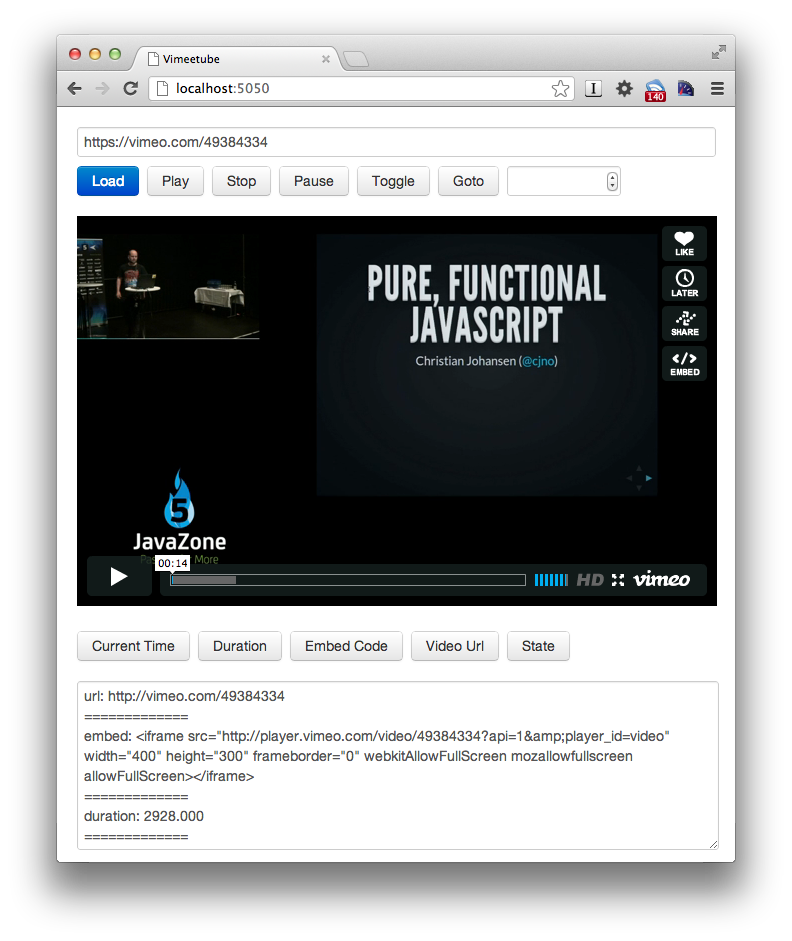 Vimeetube
localhost:5050
140
https://vimeo.com/49384334
Load Play Stop Pause Toggle Goto
PURE, FUNCTIONAL
JAVASCRIPT
Christian Johansen (@cjno)
LIKE
LATER
SHARE
EMBED
5
JavaZone
More
00:14
HD vimeo
Current Time Duration Embed Code Video Url State
url: http://vimeo.com/49384334
=============
embed: <iframe src="http://player.vimeo.com/video/49384334?api=1&amp;player_id=video"
width="400" height="300" frameborder="0" webkitAllowFullScreen mozallowfullscreen
allowFullScreen></iframe>
=============
duration: 2928.000
=============